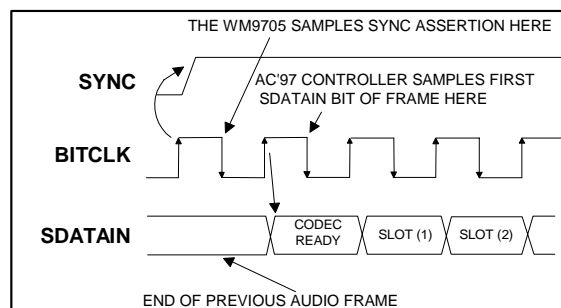 THE WM9705 SAMPLES SYNC ASSERTION HERE
SYNC
AC'97 CONTROLLER SAMPLES FIRST
SDATAIN BIT OF FRAME HERE
BITCLK
SDATAIN
CODEC
READY
SLOT (1)
SLOT (2)
END OF PREVIOUS AUDIO FRAME